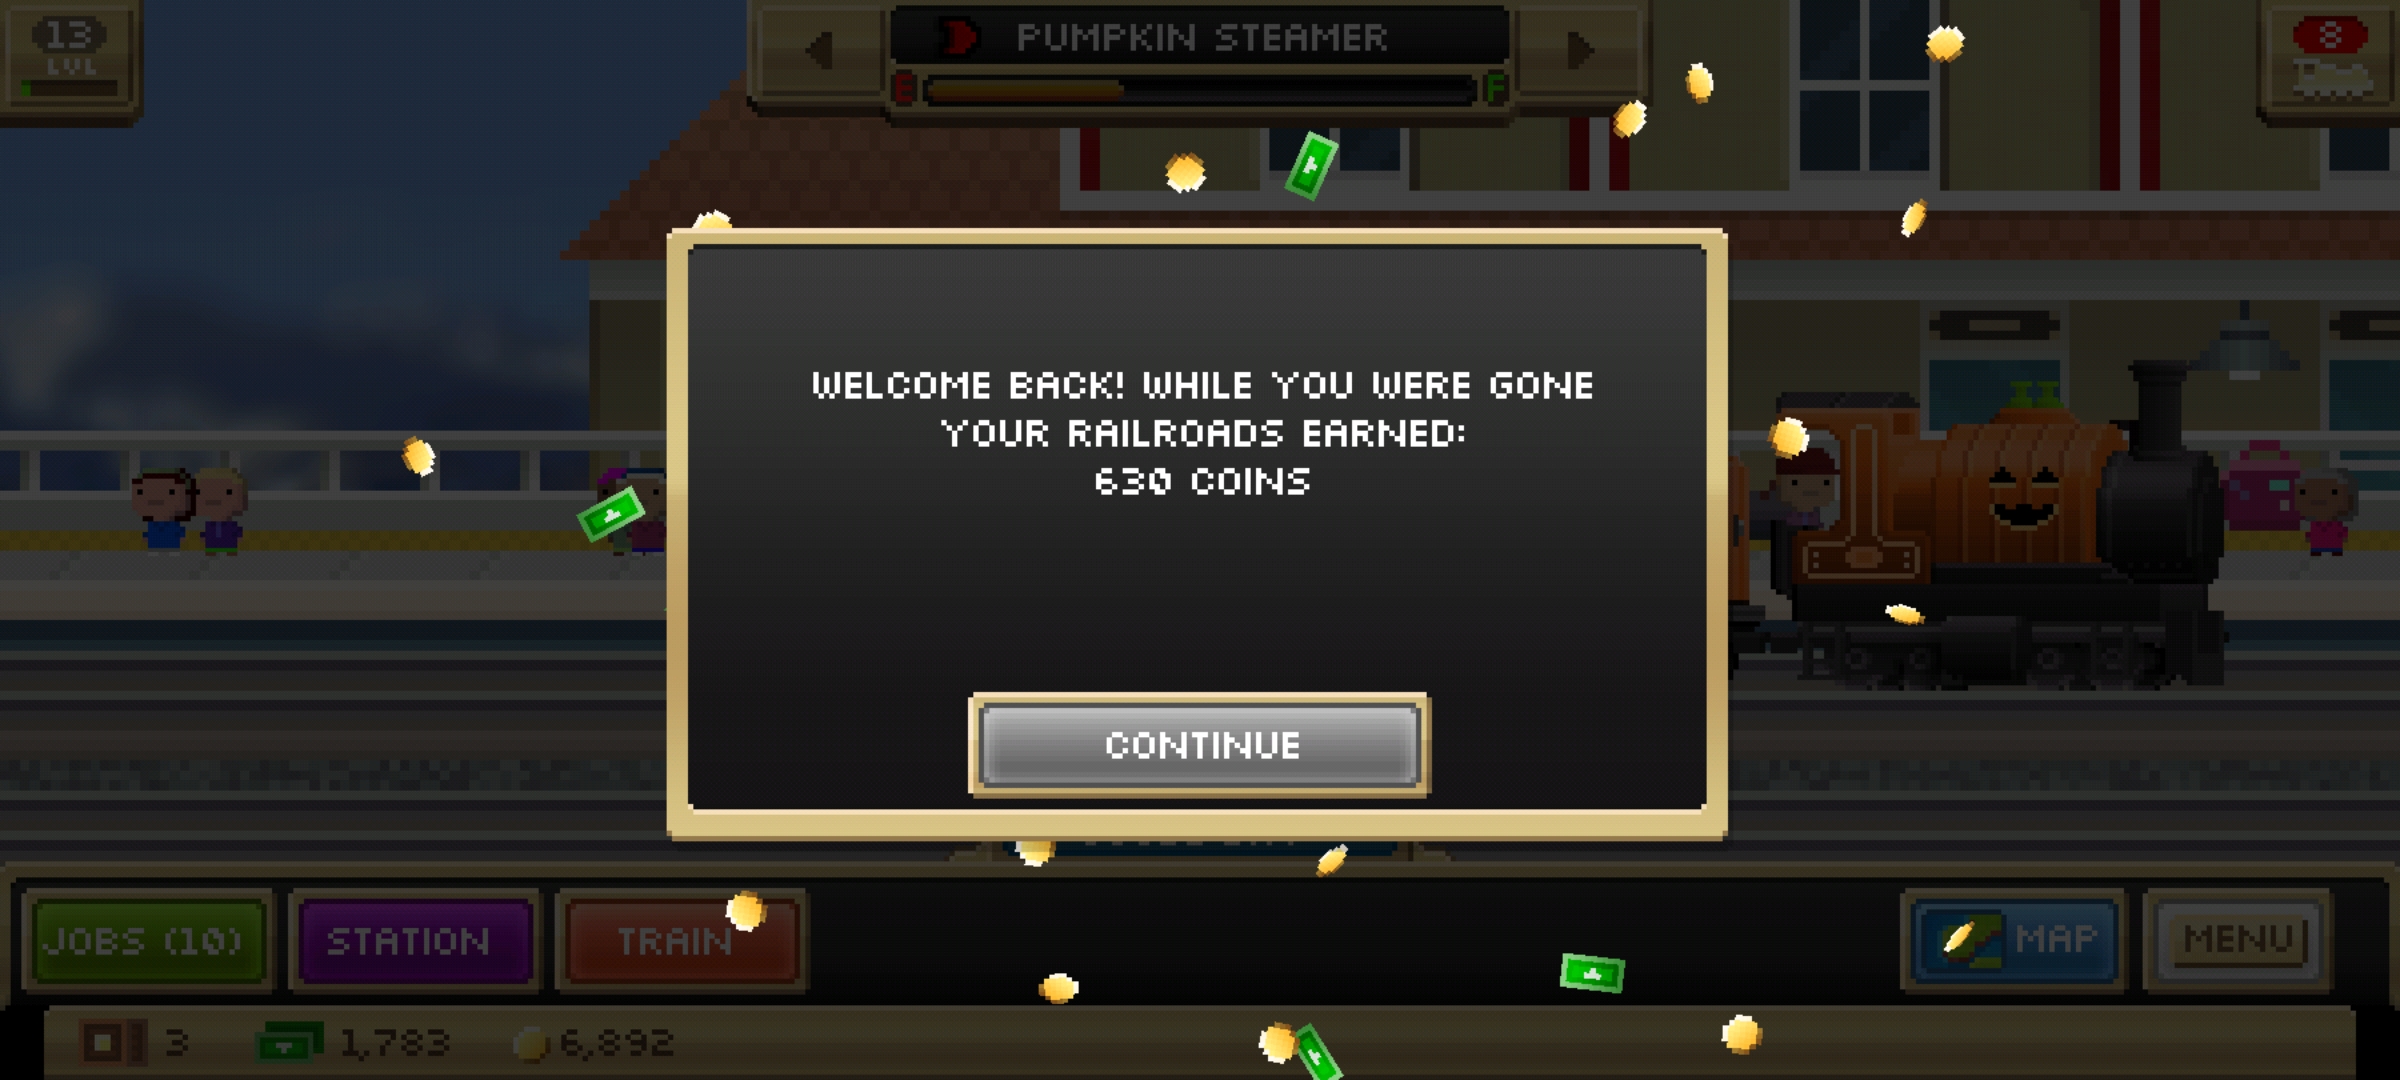 13
LVL
PUMPKIN STEAMER
E
F
8
WELCOME BACK! WHILE YOU WERE GONE
YOUR RAILROADS EARNED:
630 COINS
CONTINUE
JOBS (10)
STATION
TRAIN
MAP
MENU
3
1,783
6,892